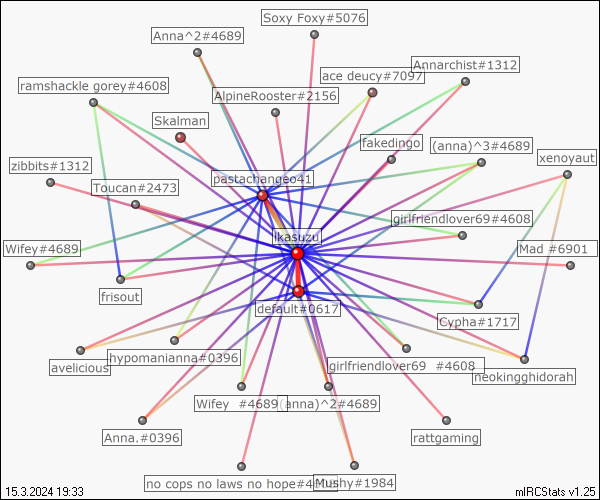 Soxy Foxy#5076
Anna^2#4689
Annarchist#1312
ace deucy#7097
ramshackle gorey#4608
AlpineRooster#2156
Skalman
fakedingo
(anna)^3#4689
xenoyaut
zibbits#1312
pastachangeo41
Toucan#2473
girlfriendlover69#4608
ikasuzu
Wifey#4689
Mad #6901
frisout
default#0617
Cypha#1717
hypomanianna#0396
avelicious
girlfriendlover69 #4608
neokingghidorah
Wifey #4689
(anna)^2#4689
Anna.#0396
rattgaming
no cops no laws no hope
Mushy#1984
15.3.2024 19:33
mIRCStats v1.25